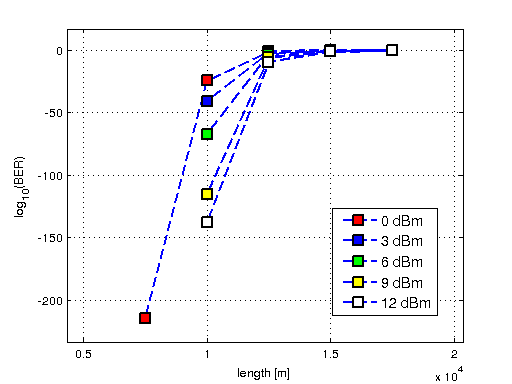 0
-50
-100
-150
-200
log10(BER)
0 dBm
3 dBm
6 dBm
9 dBm
12 dBm
0.5 1 1.5 2
length [m]
x 10^4